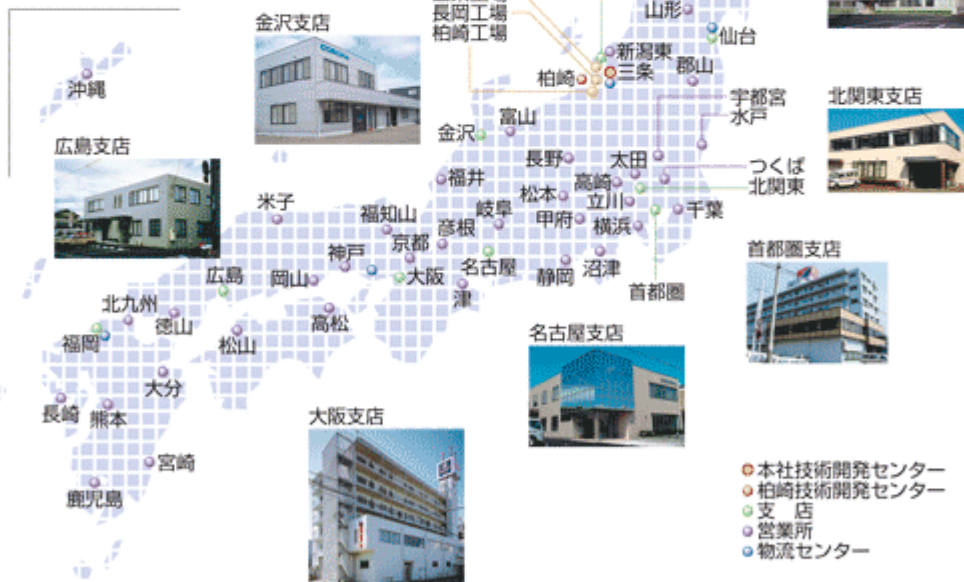 金沢支店
長岡工場
柏崎工場
山形
仙台
新潟東
三条
柏崎
郡山
沖縄
宇都宮
水戸
北関東支店
富山
金沢
広島支店
長野
太田
つくば
北関東
福井
高崎
松本
立川
千葉
米子
福知山
岐阜
甲府
横浜
彦根
京都
神戸
名古屋
首都圏支店
広島
岡山
大阪
津
静岡
沼津
首都圏
北九州
徳山
高松
名古屋支店
福岡
松山
大分
長崎
熊本
大阪支店
宮崎
鹿児島
本社技術開発センター
柏崎技術開発センター
支 店
営業所
物流センター